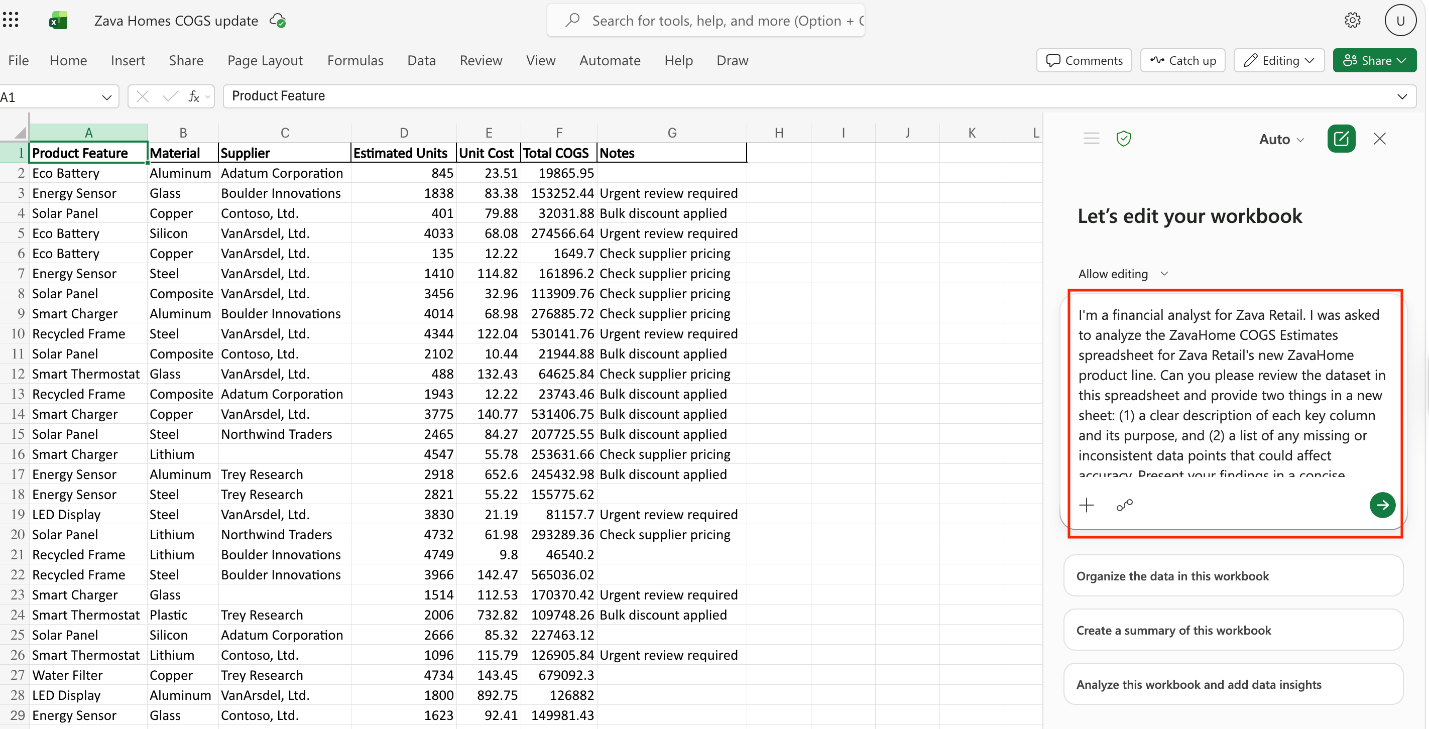 Zava Homes COGS update
Search for tools, help, and more (Option +
U
File Home Insert Share Page Layout Formulas Data Review View Automate Help Draw
Comments Catch up Editing Share
A1 fx Product Feature
A B C D E F G H I J K L
1 Product Feature Material Supplier Estimated Units Unit Cost Total COGS Notes
2 Eco Battery Aluminum Adatum Corporation 845 23.51 19865.95
3 Energy Sensor Glass Boulder Innovations 1838 83.38 153252.44 Urgent review required
4 Solar Panel Copper Contoso, Ltd. 401 79.88 32031.88 Bulk discount applied
5 Eco Battery Silicon VanArsdel, Ltd. 4033 68.08 274566.64 Urgent review required
6 Eco Battery Copper VanArsdel, Ltd. 135 12.22 1649.7 Check supplier pricing
7 Energy Sensor Steel VanArsdel, Ltd. 1410 114.82 161896.2 Check supplier pricing
8 Solar Panel Composite VanArsdel, Ltd. 3456 32.96 113909.76 Check supplier pricing
9 Smart Charger Aluminum Boulder Innovations 4014 68.98 276885.72 Check supplier pricing
10 Recycled Frame Steel VanArsdel, Ltd. 4344 122.04 530141.76 Urgent review required
11 Solar Panel Composite Contoso, Ltd. 2102 10.44 21944.88 Bulk discount applied
12 Smart Thermostat Glass VanArsdel, Ltd. 488 132.43 64625.84 Check supplier pricing
13 Recycled Frame Composite Adatum Corporation 1943 12.22 23743.46 Bulk discount applied
14 Smart Charger Copper VanArsdel, Ltd. 3775 140.77 531406.75 Bulk discount applied
15 Solar Panel Steel Northwind Traders 2465 84.27 207725.55 Bulk discount applied
16 Smart Charger Lithium 4547 55.78 253631.66 Check supplier pricing
17 Energy Sensor Aluminum Trey Research 2918 652.6 245432.98 Bulk discount applied
18 Energy Sensor Steel Trey Research 2821 55.22 155775.62
19 LED Display Steel VanArsdel, Ltd. 3830 21.19 81157.7 Urgent review required
20 Solar Panel Lithium Northwind Traders 4732 61.98 293289.36 Check supplier pricing
21 Recycled Frame Lithium Boulder Innovations 4749 9.8 46540.2
22 Recycled Frame Steel Boulder Innovations 3966 142.47 565036.02
23 Smart Charger Glass 1514 112.53 170370.42 Urgent review required
24 Smart Thermostat Plastic Trey Research 2006 732.82 109748.26 Bulk discount applied
25 Solar Panel Silicon Adatum Corporation 2666 85.32 227463.12
26 Smart Thermostat Lithium Contoso, Ltd. 1096 115.79 126905.84 Urgent review required
27 Water Filter Copper Trey Research 4734 143.45 679092.3
28 LED Display Aluminum VanArsdel, Ltd. 1800 892.75 126882
29 Energy Sensor Glass Contoso, Ltd. 1623 92.41 149981.43
Auto
Let's edit your workbook
Allow editing
I'm a financial analyst for Zava Retail. I was asked
to analyze the ZavaHome COGS Estimates
spreadsheet for Zava Retail's new ZavaHome
product line. Can you please review the dataset in
this spreadsheet and provide two things in a new
sheet: (1) a clear description of each key column
and its purpose, and (2) a list of any missing or
inconsistent data points that could affect
accuracy. Present your findings in a concise
Organize the data in this workbook
Create a summary of this workbook
Analyze this workbook and add data insights